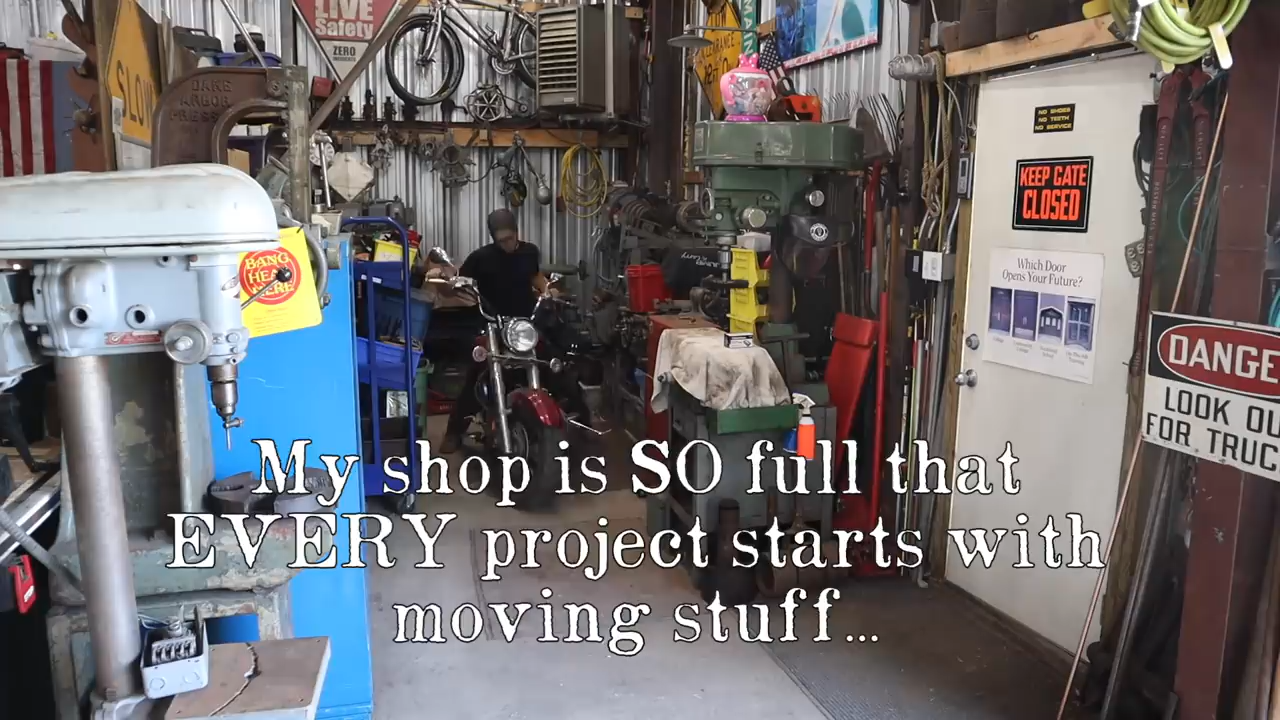 LIVE
Safety
ZERO
SLOW
DAKE
ARBOR
PRESS
CLEARANCE
NO SHOES
NO TEETH
NO SERVICE
KEEP GATE
CLOSED
BANG
HEAD
HERE
Which Door
Opens Your Future?
DANGE
LOOK OU
FOR TRUC
My shop is SO full that
EVERY project starts with
moving stuff...